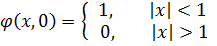 φ(x,0) = { 1, |x| < 1
0, |x| > 1